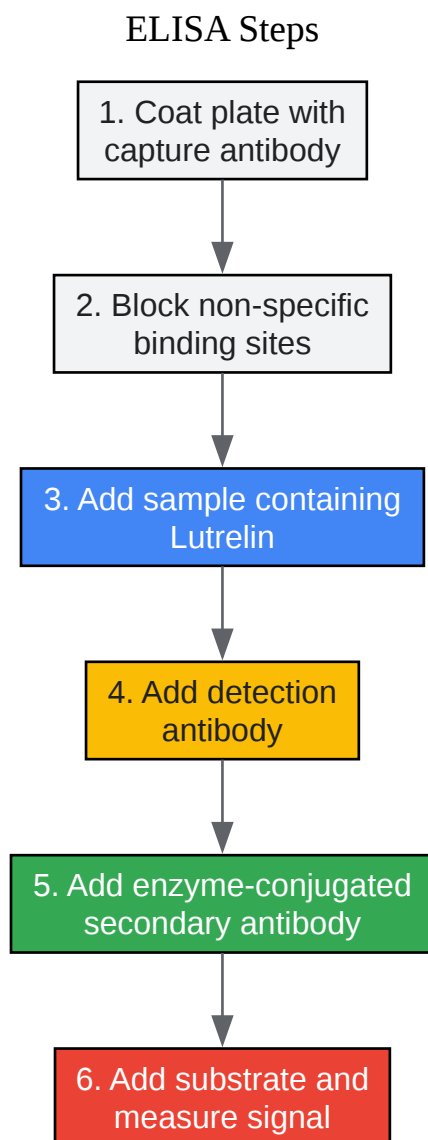 ELISA Steps
1. Coat plate with
capture antibody
2. Block non-specific
binding sites
3. Add sample containing
Lutrelin
4. Add detection
antibody
5. Add enzyme-conjugated
secondary antibody
6. Add substrate and
measure signal